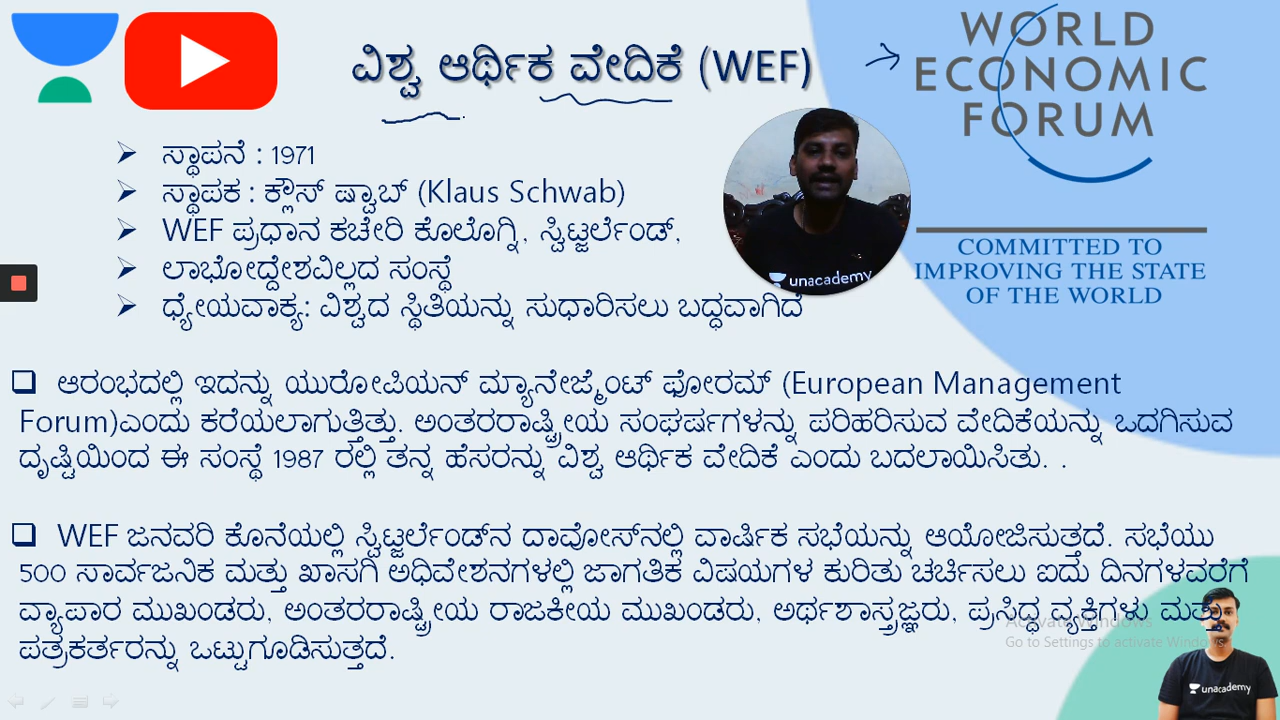 ವಿಶ್ವ ಆರ್ಥಿಕ ವೇದಿಕೆ (WEF)
WORLD
ECONOMIC
FORUM
COMMITTED TO
IMPROVING THE STATE
OF THE WORLD
ಸ್ಥಾಪನೆ : 1971
ಸ್ಥಾಪಕ : ಕ್ಲೌಸ್ ಷ್ವಾಬ್ (Klaus Schwab)
WEF ಪ್ರಧಾನ ಕಚೇರಿ ಕೊಲೊಗ್ನಿ, ಸ್ವಿಟ್ಜರ್ಲೆಂಡ್,
ಲಾಭೋದ್ದೇಶವಿಲ್ಲದ ಸಂಸ್ಥೆ
ಧ್ಯೇಯವಾಕ್ಯ: ವಿಶ್ವದ ಸ್ಥಿತಿಯನ್ನು ಸುಧಾರಿಸಲು ಬದ್ಧವಾಗಿದೆ
unacademy
ಆರಂಭದಲ್ಲಿ ಇದನ್ನು ಯುರೋಪಿಯನ್ ಮ್ಯಾನೇಜ್ಮೆಂಟ್ ಫೋರಮ್ (European Management
Forum)ಎಂದು ಕರೆಯಲಾಗುತ್ತಿತ್ತು. ಅಂತರರಾಷ್ಟ್ರೀಯ ಸಂಘರ್ಷಗಳನ್ನು ಪರಿಹರಿಸುವ ವೇದಿಕೆಯನ್ನು ಒದಗಿಸುವ
ದೃಷ್ಟಿಯಿಂದ ಈ ಸಂಸ್ಥೆ 1987 ರಲ್ಲಿ ತನ್ನ ಹೆಸರನ್ನು ವಿಶ್ವ ಆರ್ಥಿಕ ವೇದಿಕೆ ಎಂದು ಬದಲಾಯಿಸಿತು. .
WEF ಜನವರಿ ಕೊನೆಯಲ್ಲಿ ಸ್ವಿಟ್ಜರ್ಲೆಂಡ್‌ನ ದಾವೋಸ್‌ನಲ್ಲಿ ವಾರ್ಷಿಕ ಸಭೆಯನ್ನು ಆಯೋಜಿಸುತ್ತದೆ. ಸಭೆಯು
500 ಸಾರ್ವಜನಿಕ ಮತ್ತು ಖಾಸಗಿ ಅಧಿವೇಶನಗಳಲ್ಲಿ ಜಾಗತಿಕ ವಿಷಯಗಳ ಕುರಿತು ಚರ್ಚಿಸಲು ಐದು ದಿನಗಳವರೆಗೆ
ವ್ಯಾಪಾರ ಮುಖಂಡರು, ಅಂತರರಾಷ್ಟ್ರೀಯ ರಾಜಕೀಯ ಮುಖಂಡರು, ಅರ್ಥಶಾಸ್ತ್ರಜ್ಞರು, ಪ್ರಸಿದ್ಧ ವ್ಯಕ್ತಿಗಳು ಮತ್ತು
ಪತ್ರಕರ್ತರನ್ನು ಒಟ್ಟುಗೂಡಿಸುತ್ತದೆ.
Activate Windows
Go to Settings to activate Windows
unacademy